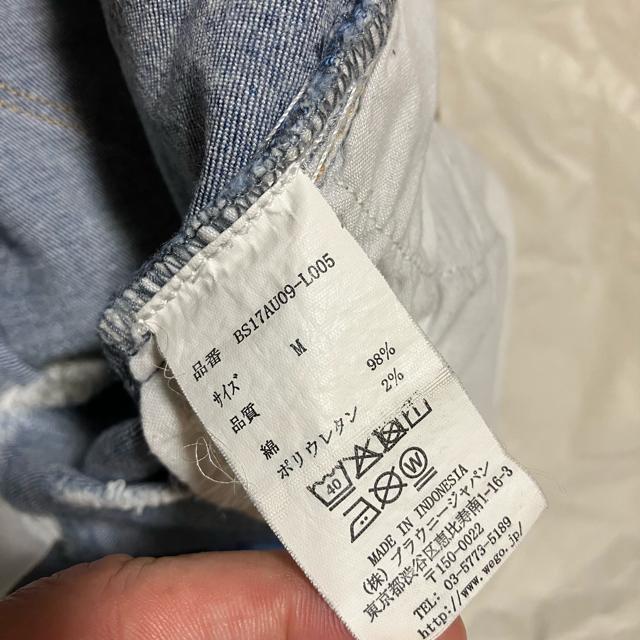 品番 BS17AU09-L005
サイズ M
品質
綿 98%
ポリウレタン 2%
40
W
MADE IN INDONESIA
(株)ブラウニージャパン
〒150-0022
東京都渋谷区恵比寿南1-16-3
TEL: 03-5773-5189
http://www.wego.jp